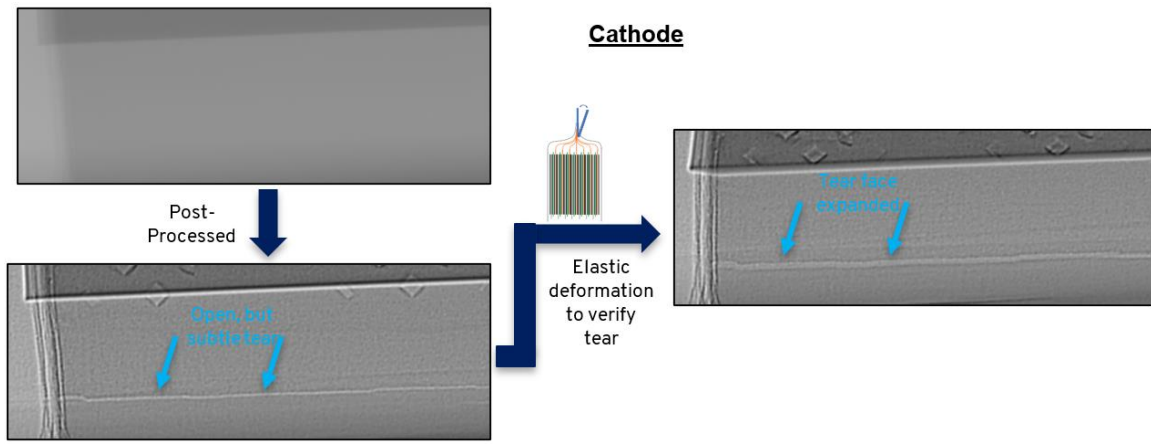 Cathode
Post-
Processed
Open, but
subtle tear
Elastic
deformation
to verify
tear
Tear face
expanded